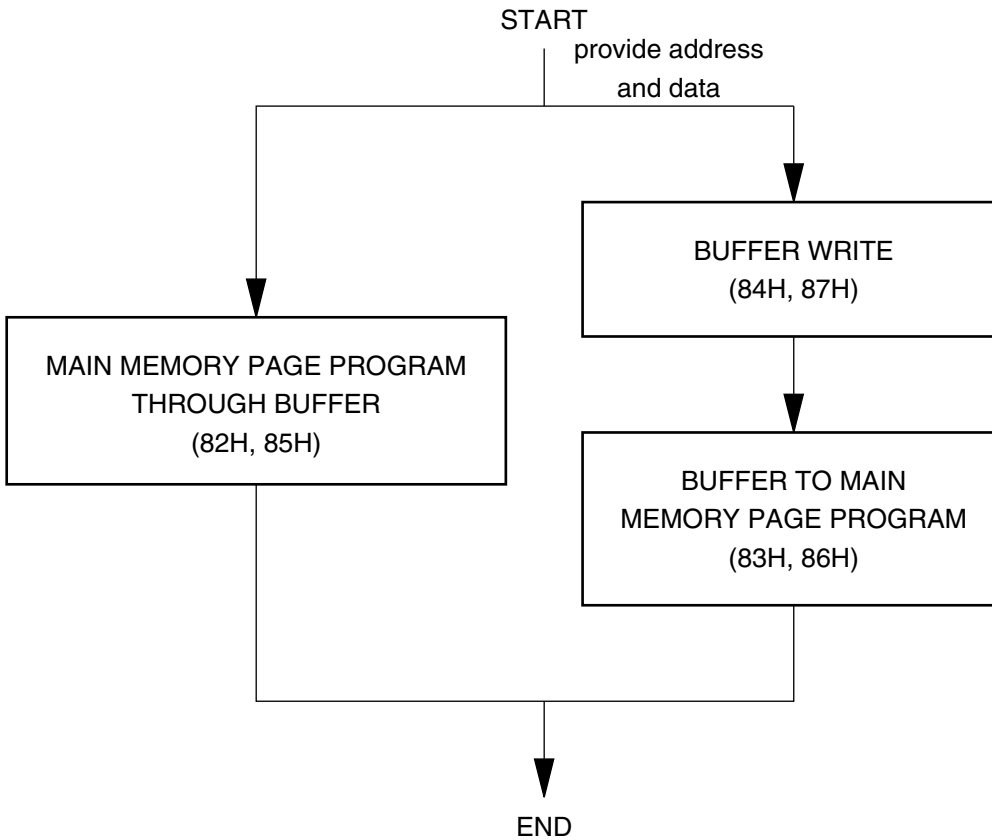 START
provide address
and data
BUFFER WRITE
(84H, 87H)
MAIN MEMORY PAGE PROGRAM
THROUGH BUFFER
(82H, 85H)
BUFFER TO MAIN
MEMORY PAGE PROGRAM
(83H, 86H)
END